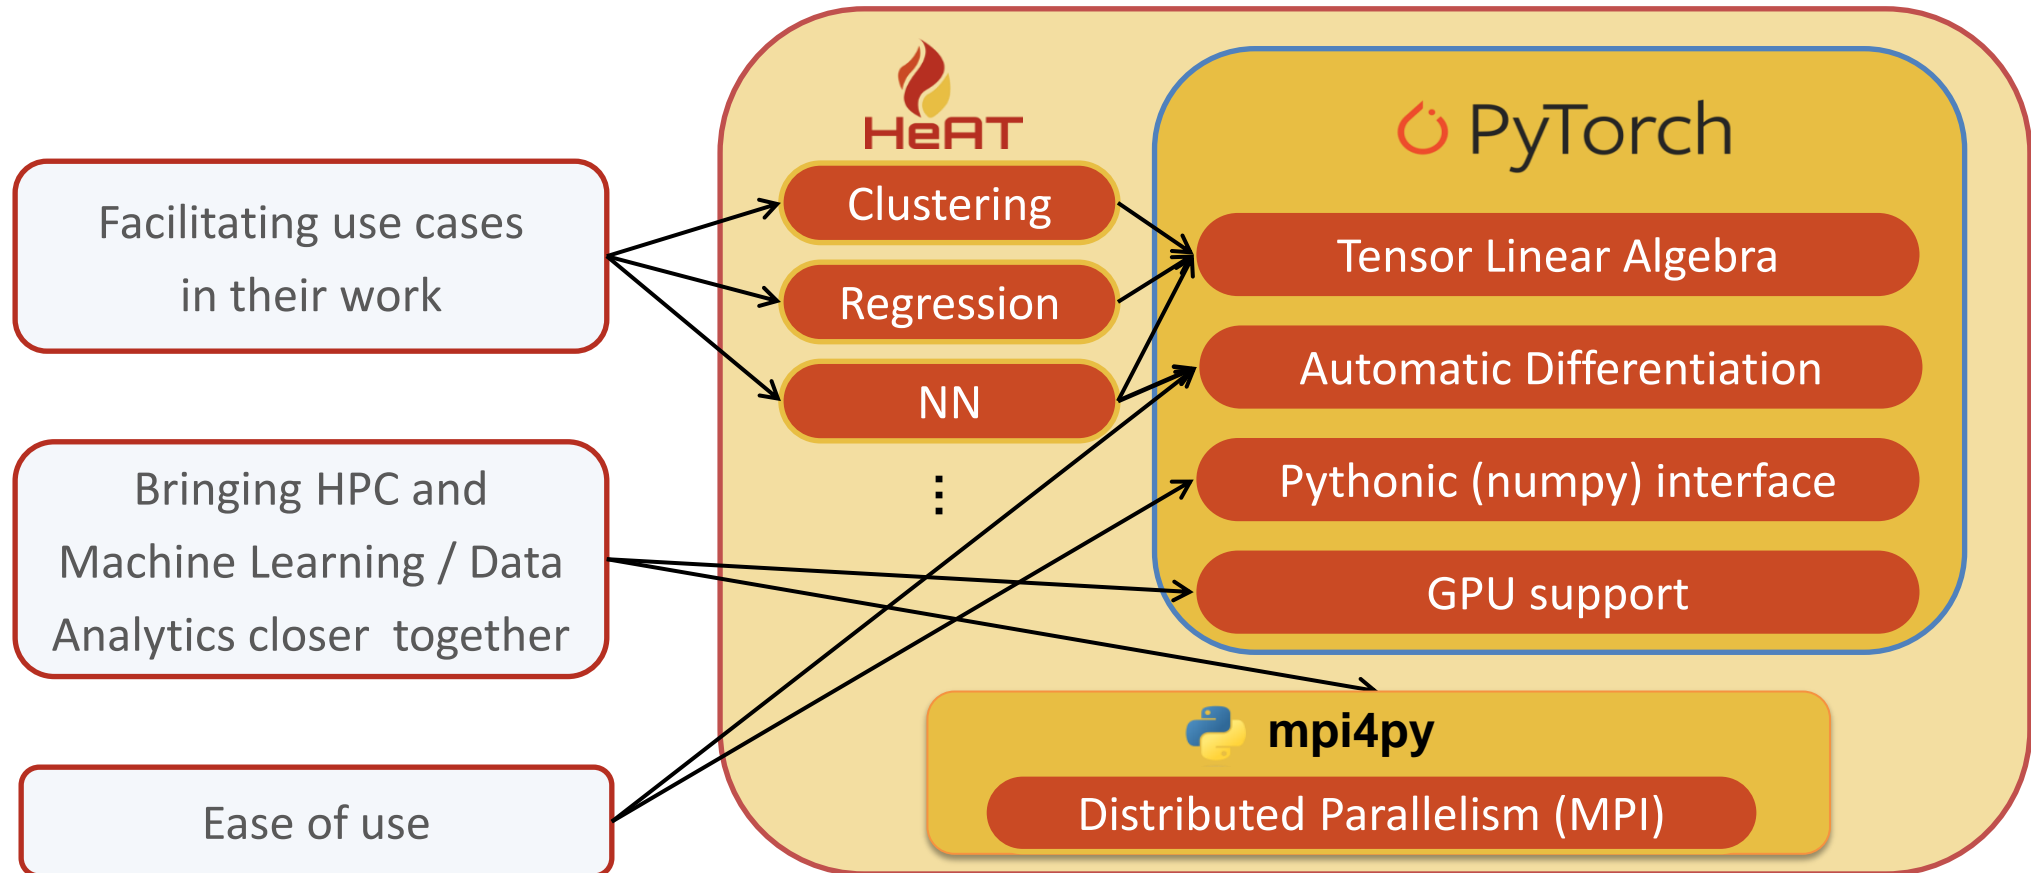 Facilitating use cases
in their work
Bringing HPC and
Machine Learning / Data
Analytics closer  together
Ease of use
HeAT
Clustering
Regression
NN
⋮
PyTorch
Tensor Linear Algebra
Automatic Differentiation
Pythonic (numpy) interface
GPU support
mpi4py
Distributed Parallelism (MPI)